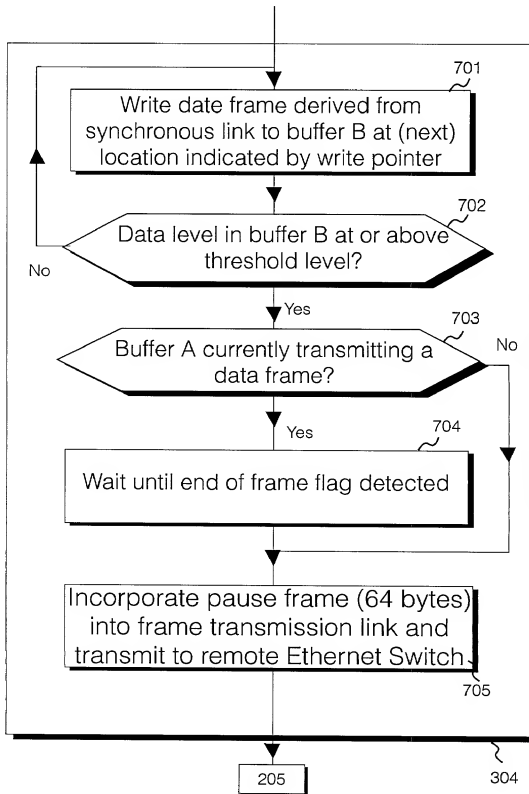 701
Write date frame derived from
synchronous link to buffer B at (next)
location indicated by write pointer
702
Data level in buffer B at or above
threshold level?
No
Yes
703
Buffer A currently transmitting a
data frame?
No
Yes
704
Wait until end of frame flag detected
Incorporate pause frame (64 bytes)
into frame transmission link and
transmit to remote Ethernet Switch
705
304
205